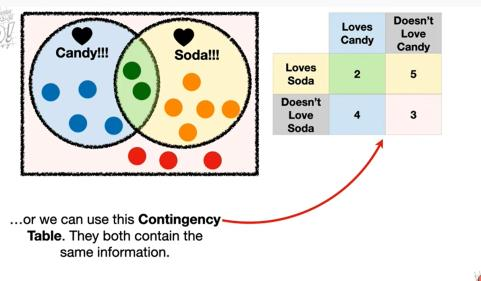 Candy!!!
Soda!!!
Loves
Candy
Doesn't
Love
Candy
Loves
Soda
2
5
Doesn't
Love
Soda
4
3
...or we can use this Contingency
Table. They both contain the
same information.